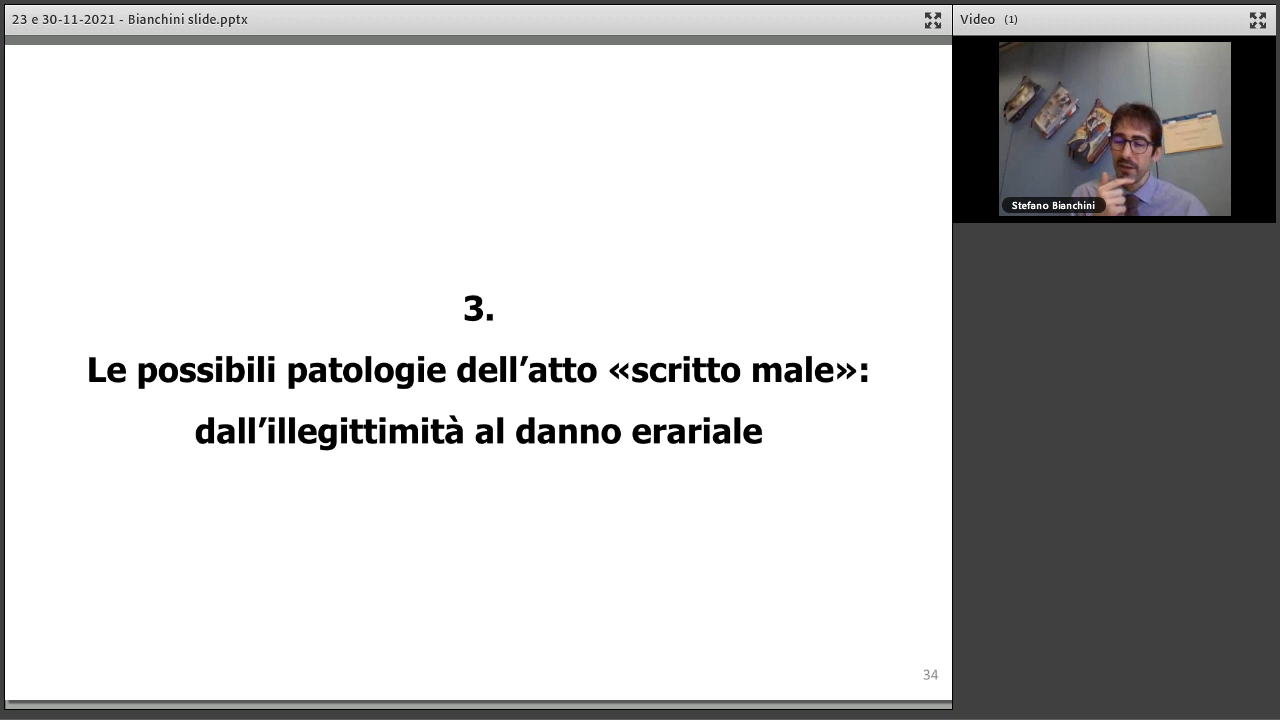 23 e 30-11-2021 - Bianchini slide.pptx
Video (1)
Stefano Bianchini
3.
Le possibili patologie dell’atto «scritto male»:
dall’illegittimità al danno erariale
34